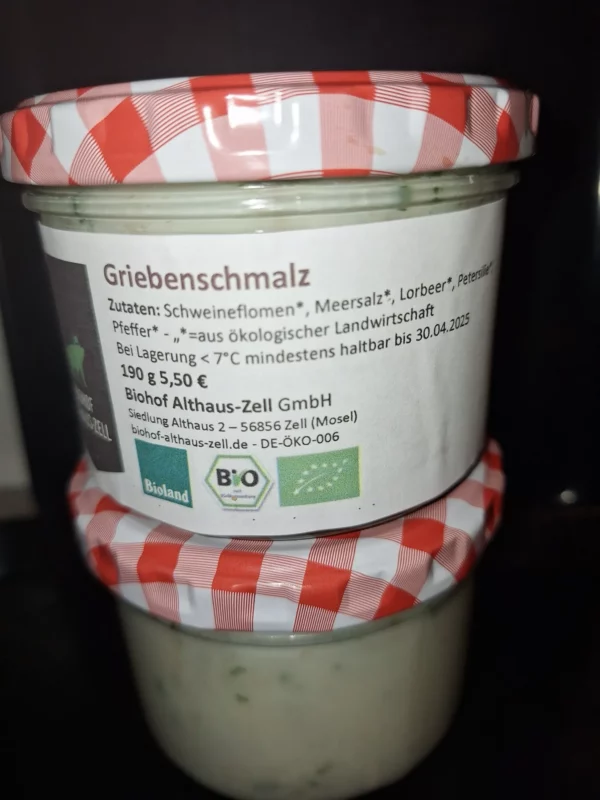 Griebenschmalz
Zutaten: Schweineflomen*, Meersalz*, Lorbeer*, Petersilie*
Pfeffer* - „*=aus ökologischer Landwirtschaft
Bei Lagerung < 7°C mindestens haltbar bis 30.04.2025
190 g 5,50 €
Biohof Althaus-Zell GmbH
Siedlung Althaus 2 – 56856 Zell (Mosel)
biohof-althaus-zell.de - DE-ÖKO-006
Bioland
BiO